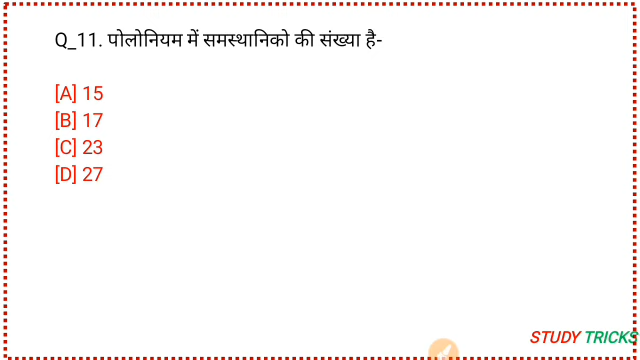 Q_11. पोलोनियम में समस्थानिको की संख्या है-
[A] 15
[B] 17
[C] 23
[D] 27
STUDY TRICKS